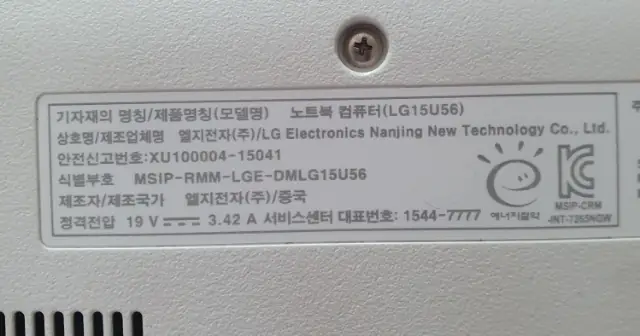 기자재의 명칭/제품명칭(모델명) 노트북 컴퓨터(LG15U56)
상호명/제조업체명 엘지전자(주)/LG Electronics Nanjing New Technology Co., Ltd.
안전신고번호:XU100004-15041
식별부호 MSIP-RMM-LGE-DMLG15U56
제조자/제조국가 엘지전자(주)/중국
정격전압 19 V 3.42 A 서비스센터 대표번호: 1544-7777
에너지절약
MSIP-CRM
-INT-7265NGW